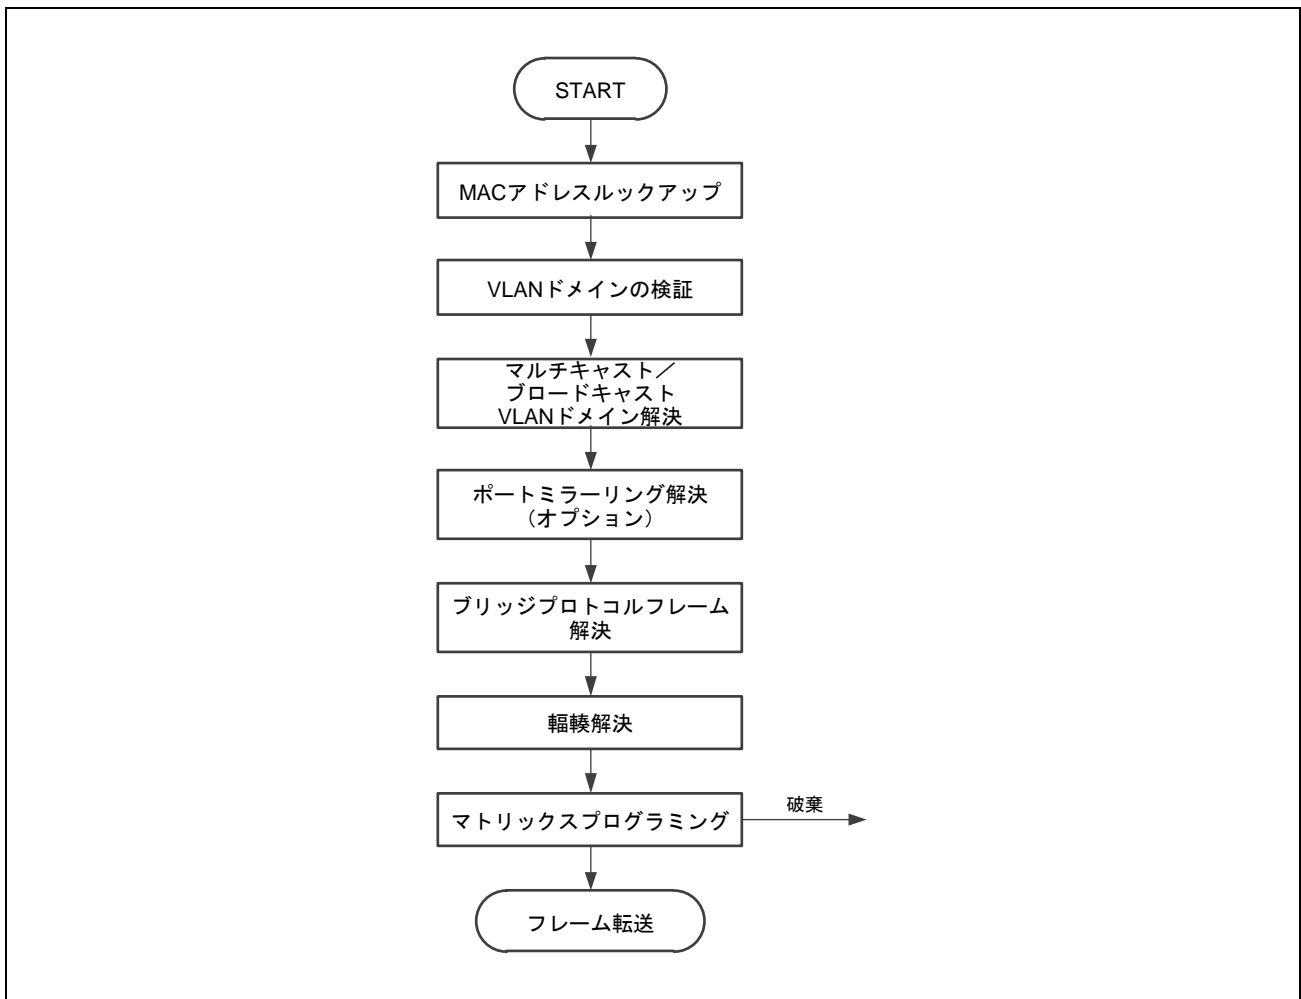 START
MACアドレスルックアップ
VLANドメインの検証
マルチキャスト／
ブロードキャスト
VLANドメイン解決
ポートミラーリング解決
（オプション）
ブリッジプロトコルフレーム
解決
輻輳解決
マトリックスプログラミング
破棄
フレーム転送